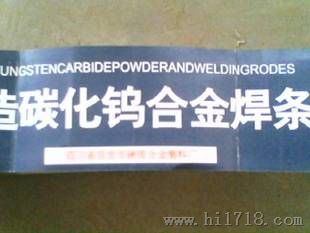 UNGSTENCARBIDEPOWDERANDWELDINGRODES
造碳化钨合金焊条
www.hi1718.com